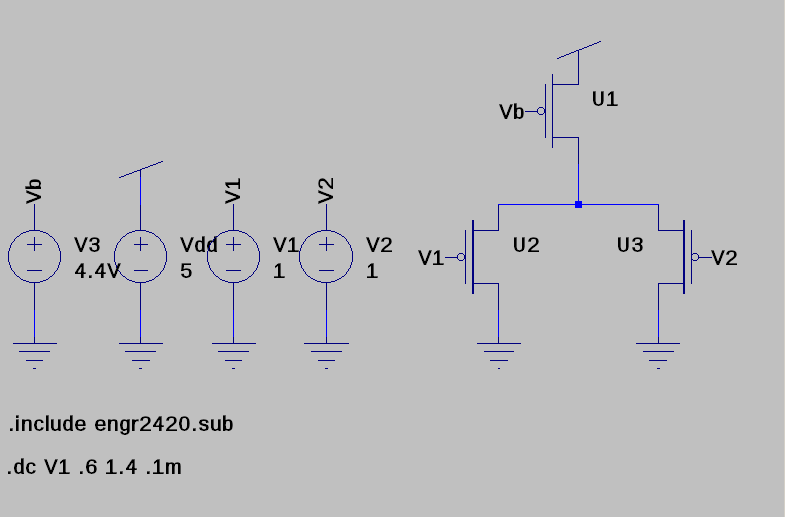 Vb
V3
4.4V
Vdd
5
V1
V1
1
V2
V2
1
Vb
U1
V1
U2
U3
V2
.include engr2420.sub
.dc V1 .6 1.4 .1m